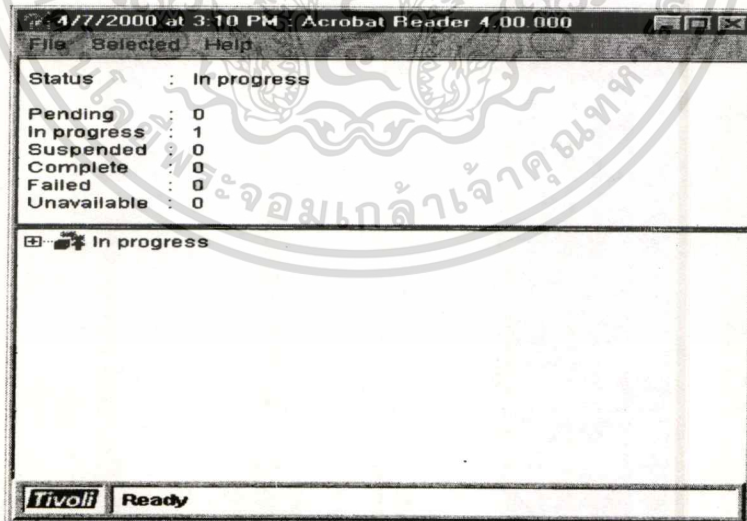 4/7/2000 at 3:10 PM : Acrobat Reader 4.00.000
File Selected Help
Status : In progress
Pending : 0
In progress : 1
Suspended : 0
Complete : 0
Failed : 0
Unavailable : 0
In progress
Tivoli Ready